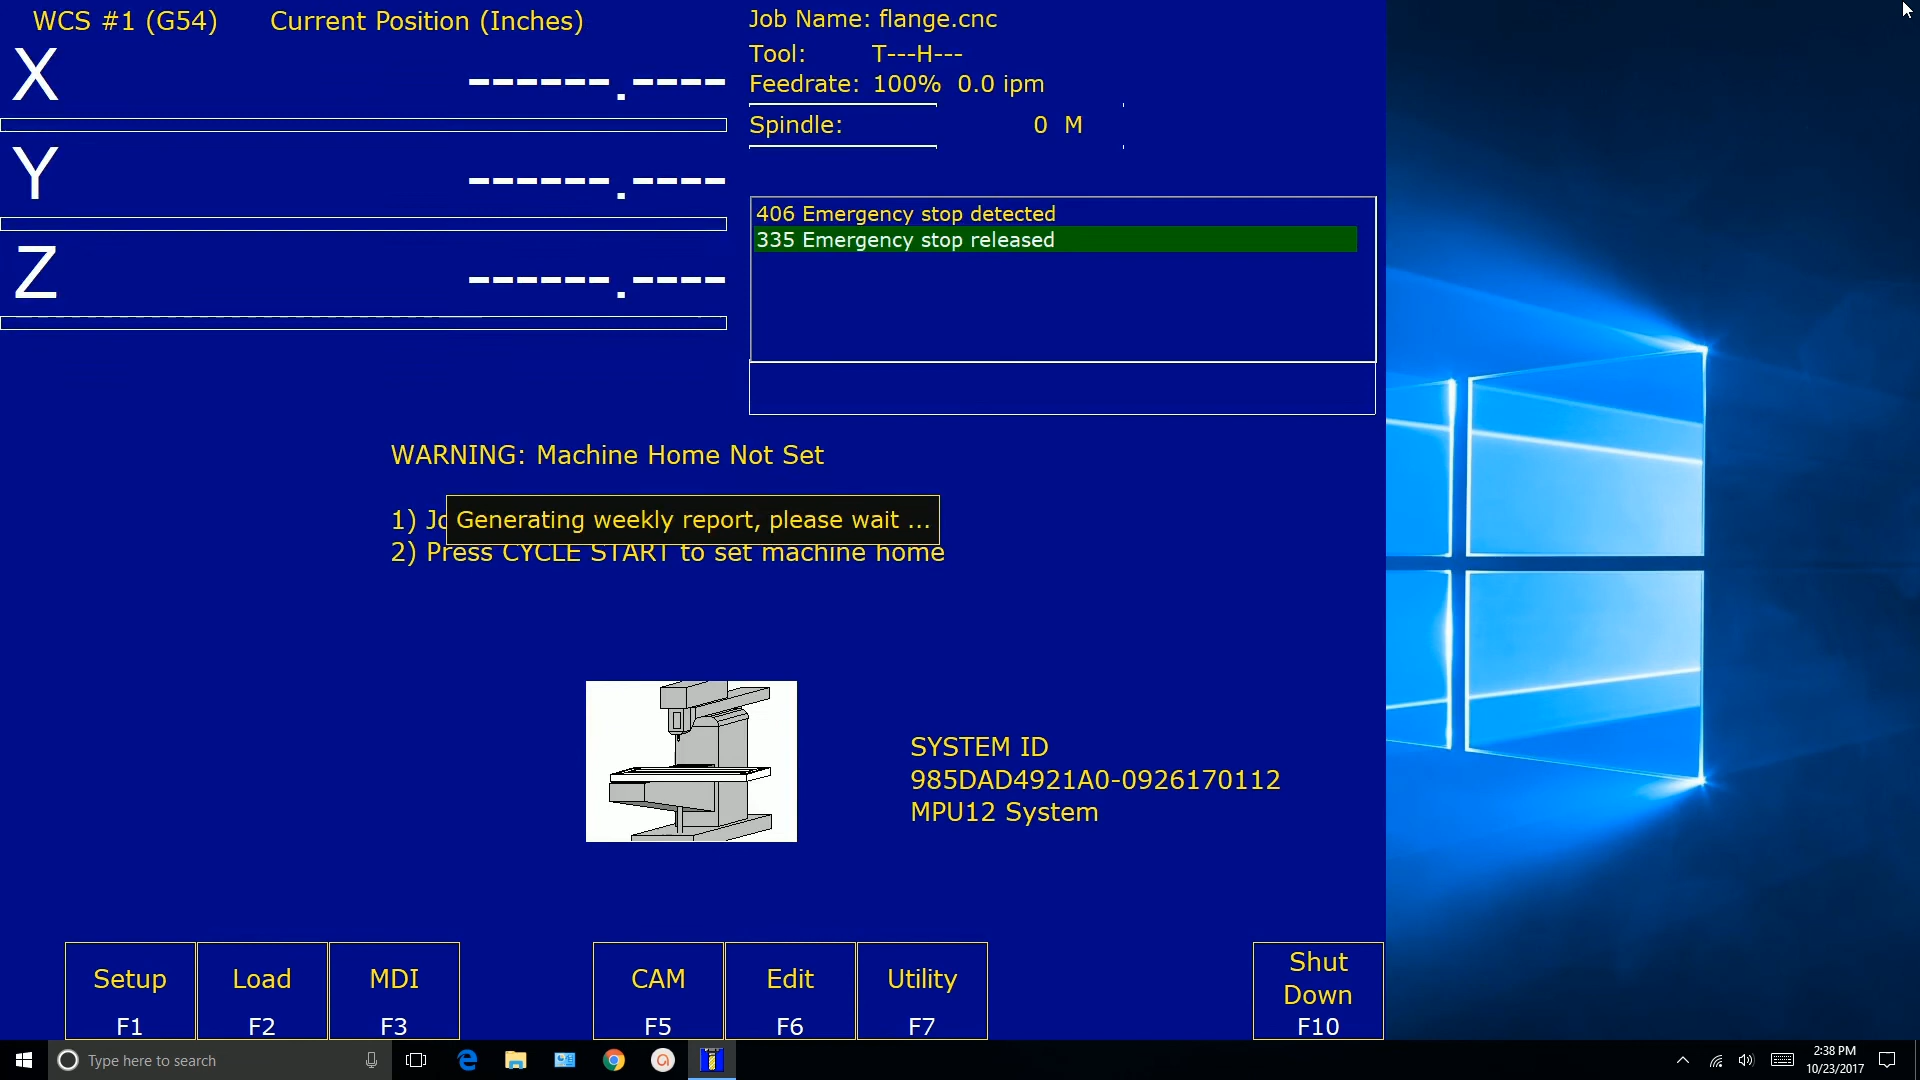 WCS #1 (G54) Current Position (Inches)
X ------.----
Y ------.----
Z ------.----
Job Name: flange.cnc
Tool: T---H---
Feedrate: 100% 0.0 ipm
Spindle: 0 M
406 Emergency stop detected
335 Emergency stop released
WARNING: Machine Home Not Set
1)
Generating weekly report, please wait ...
2) Press CYCLE START to set machine home
SYSTEM ID
985DAD4921A0-0926170112
MPU12 System
Setup
F1
Load
F2
MDI
F3
CAM
F5
Edit
F6
Utility
F7
Shut
Down
F10
Type here to search
2:38 PM
10/23/2017